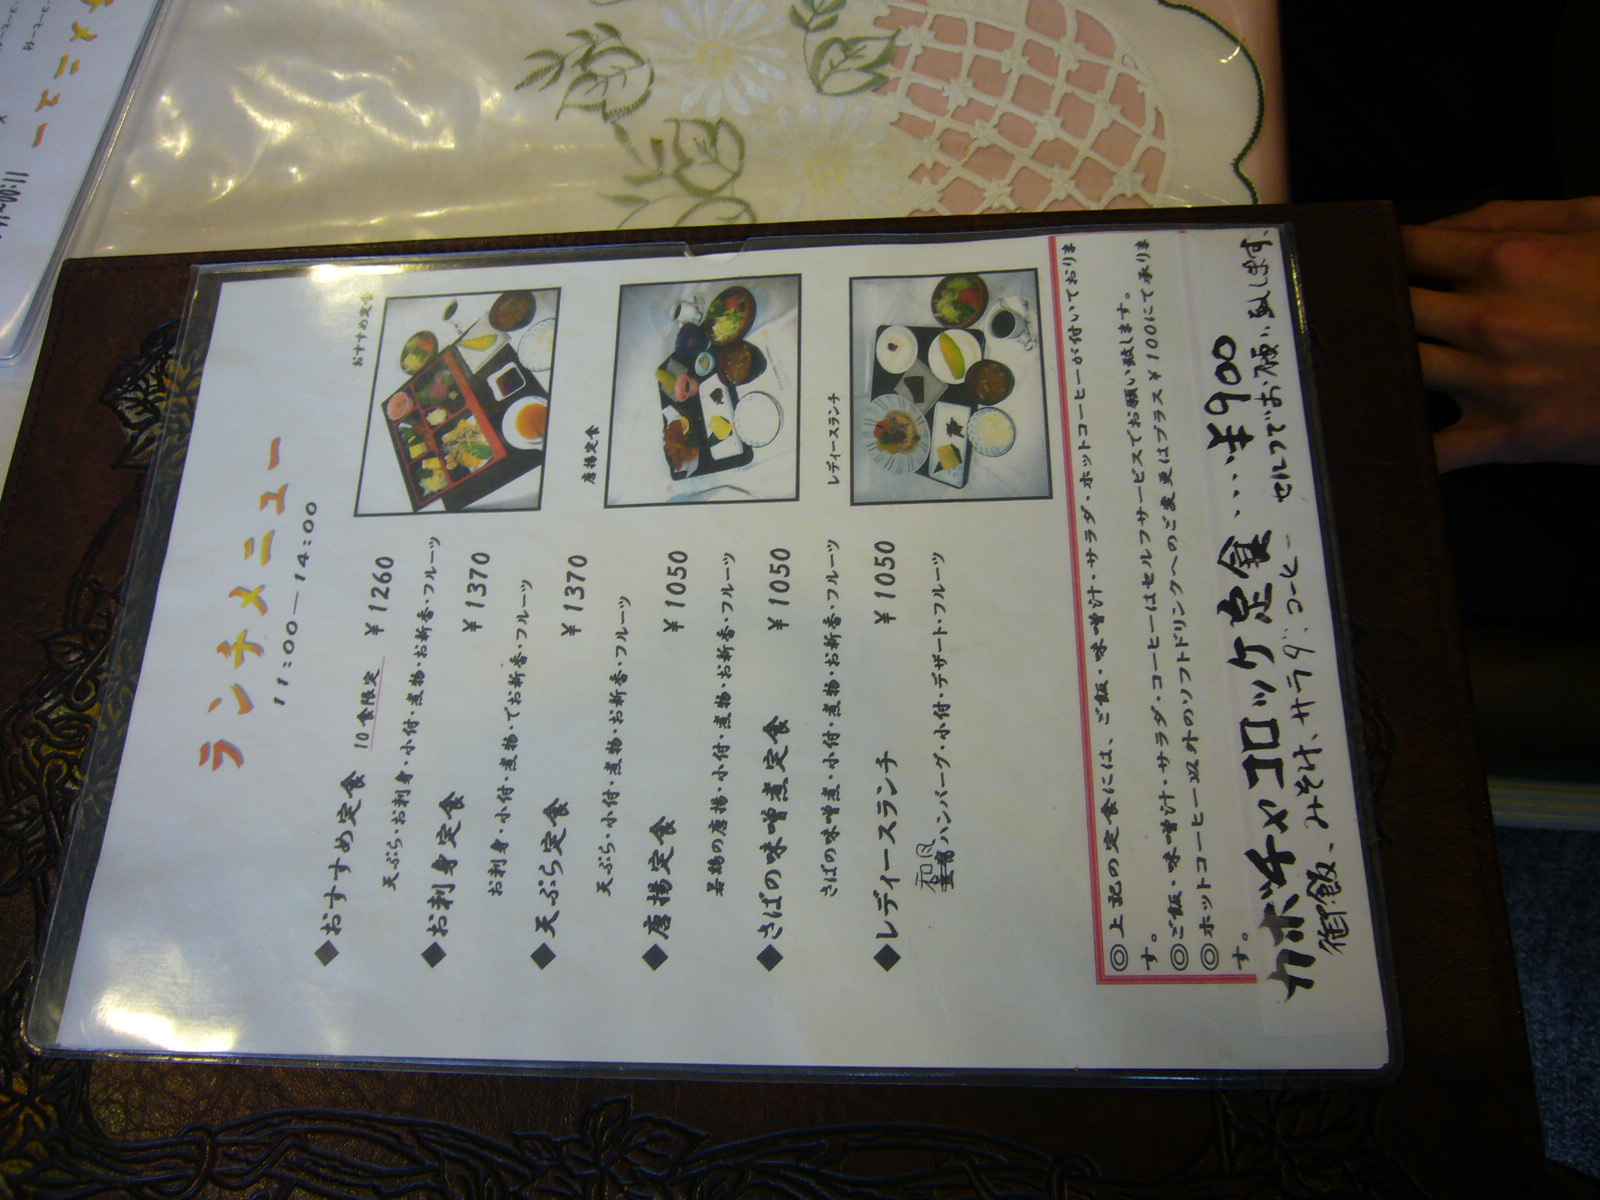 ランチメニュー
11:00—14:00
◆おすすめ定食 10食限定 ¥1260
天ぷら・お刺身・小付・煮物・お新香・フルーツ
◆お刺身定食 ¥1370
お刺身・小付・煮物・てお新香・フルーツ
◆天ぷら定食 ¥1370
天ぷら・小付・煮物・お新香・フルーツ
◆唐揚定食 ¥1050
若鶏の唐揚・小付・煮物・お新香・フルーツ
◆さばの味噌煮定食 ¥1050
さばの味噌煮・小付・煮物・お新香・フルーツ
◆レディースランチ ¥1050
和風ハンバーグ・小付・デザート・フルーツ
おすすめ定食
唐揚定食
レディースランチ
◎上記の定食には、ご飯・味噌汁・サラダ・ホットコーヒーが付いておりま
す。
◎ご飯・味噌汁・サラダ・コーヒーはセルフサービスでお願い致します。
◎ホットコーヒー以外のソフトドリンクへのご変更はプラス¥100にて承りま
す。
カボチャコロッケ定食...¥900
御飯、みそ汁、サラダ、コーヒー セルフでお願い致します。
メニュー
11:00~